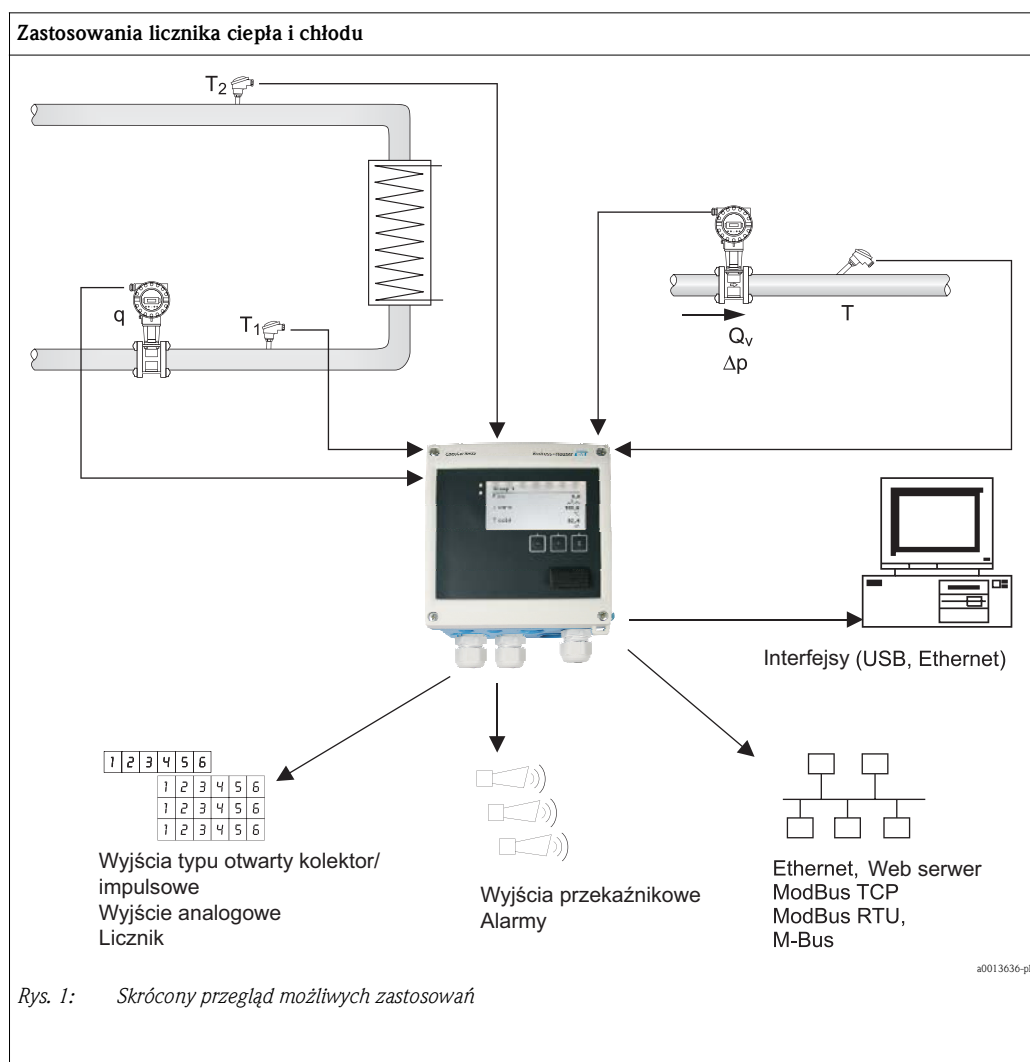 Zastosowania licznika ciepła i chłodu
T2
q
T1
T
Qv
Δp
Group 1
Interfejsy (USB, Ethernet)
1 2 3 4 5 6
1 2 3 4 5 6
1 2 3 4 5 6
1 2 3 4 5 6
Wyjścia typu otwarty kolektor/
impulsowe
Wyjście analogowe
Licznik
Wyjścia przekaźnikowe
Alarmy
Ethernet, Web serwer
ModBus TCP
ModBus RTU,
M-Bus
a0013636-pl
Rys. 1: Skrócony przegląd możliwych zastosowań